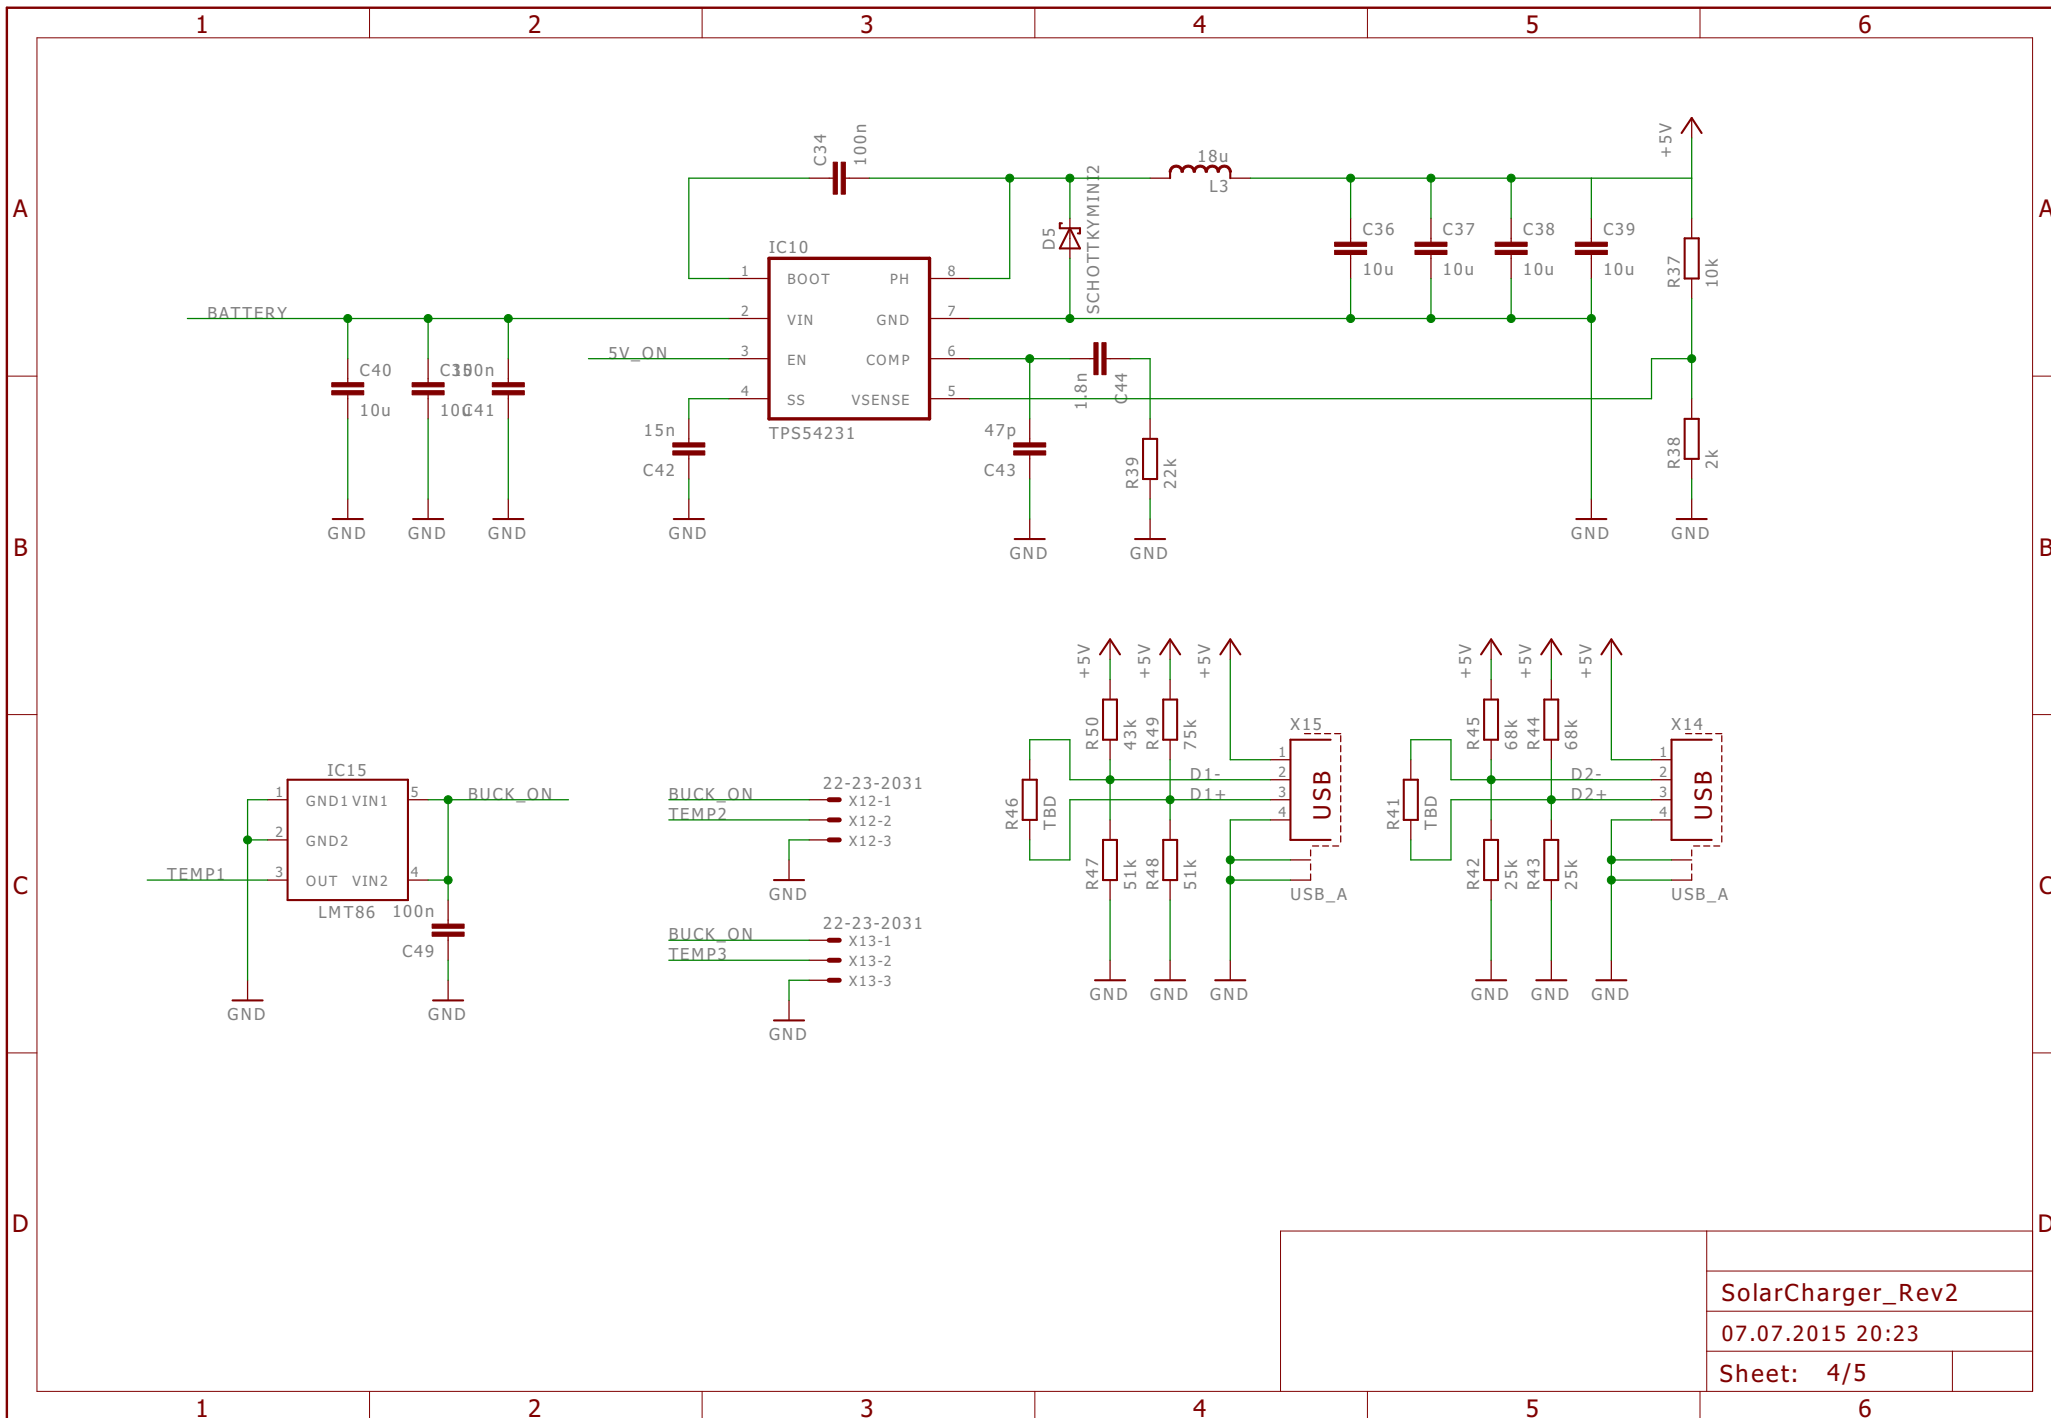 1 2 3 4 5 6
A A
B B
C C
D D
C34
100n
18u
L3
+5V
D5
SCHOTTKYMINI2
C36
10u
C37
10u
C38
10u
C39
10u
R37
10k
IC10
1 BOOT PH 8
2 VIN GND 7
3 EN COMP 6
4 SS VSENSE 5
TPS54231
BATTERY
5V_ON
C40
10u
10u
100n
C41
15n
C42
47p
C43
1.8n
C44
R39
22k
R38
2k
GND GND GND GND GND GND GND GND
+5V +5V +5V +5V +5V +5V
R50
43k
R49
75k
X15
R45
68k
R44
68k
X14
D1-
D1+
1
2
3
4
USB
R46
TBD
R47
51k
R48
51k
USB_A
D2-
D2+
1
2
3
4
USB
R41
TBD
R42
25k
R43
25k
USB_A
GND GND GND GND GND GND
IC15
1 GND1 VIN1 5
2 GND2
3 OUT VIN2 4
LMT86
BUCK_ON
TEMP1
100n
C49
GND GND
22-23-2031
BUCK_ON X12-1
TEMP2 X12-2
X12-3
GND
22-23-2031
BUCK_ON X13-1
TEMP3 X13-2
X13-3
GND
SolarCharger_Rev2
07.07.2015 20:23
Sheet: 4/5
1 2 3 4 5 6